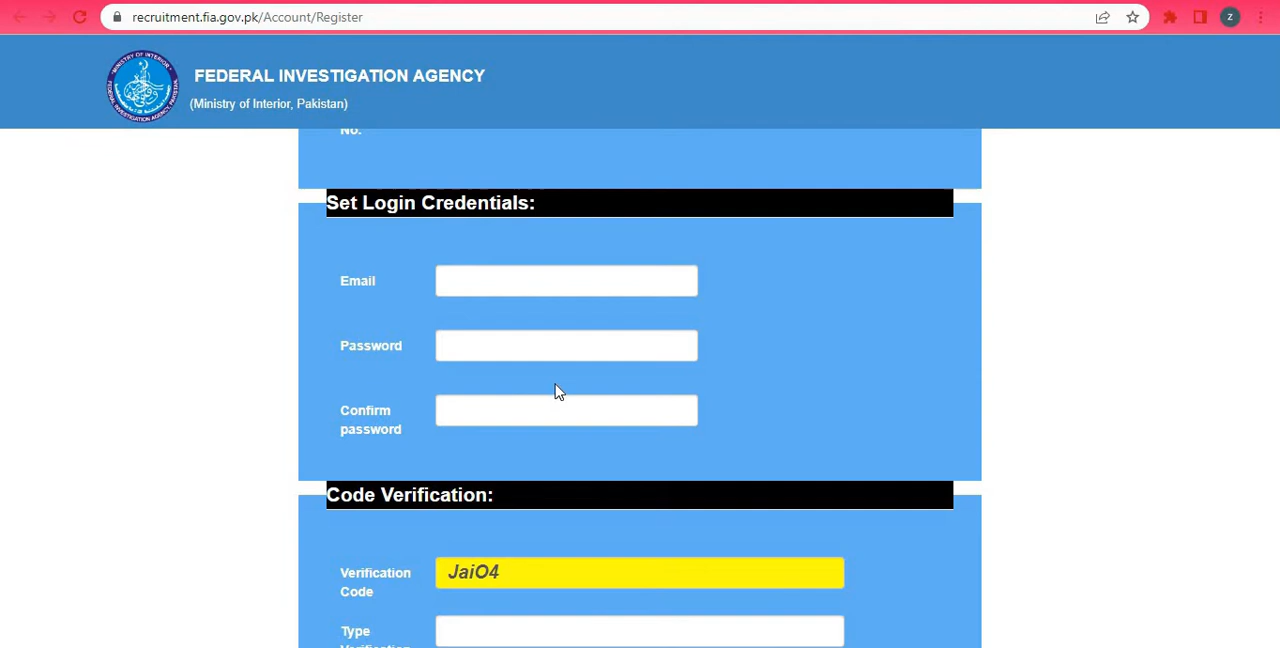 recruitment.fia.gov.pk/Account/Register
Z
FEDERAL INVESTIGATION AGENCY
(Ministry of Interior, Pakistan)
No.
Set Login Credentials:
Email
Password
Confirm
password
Code Verification:
Verification
Code
JaiO4
Type
Verification